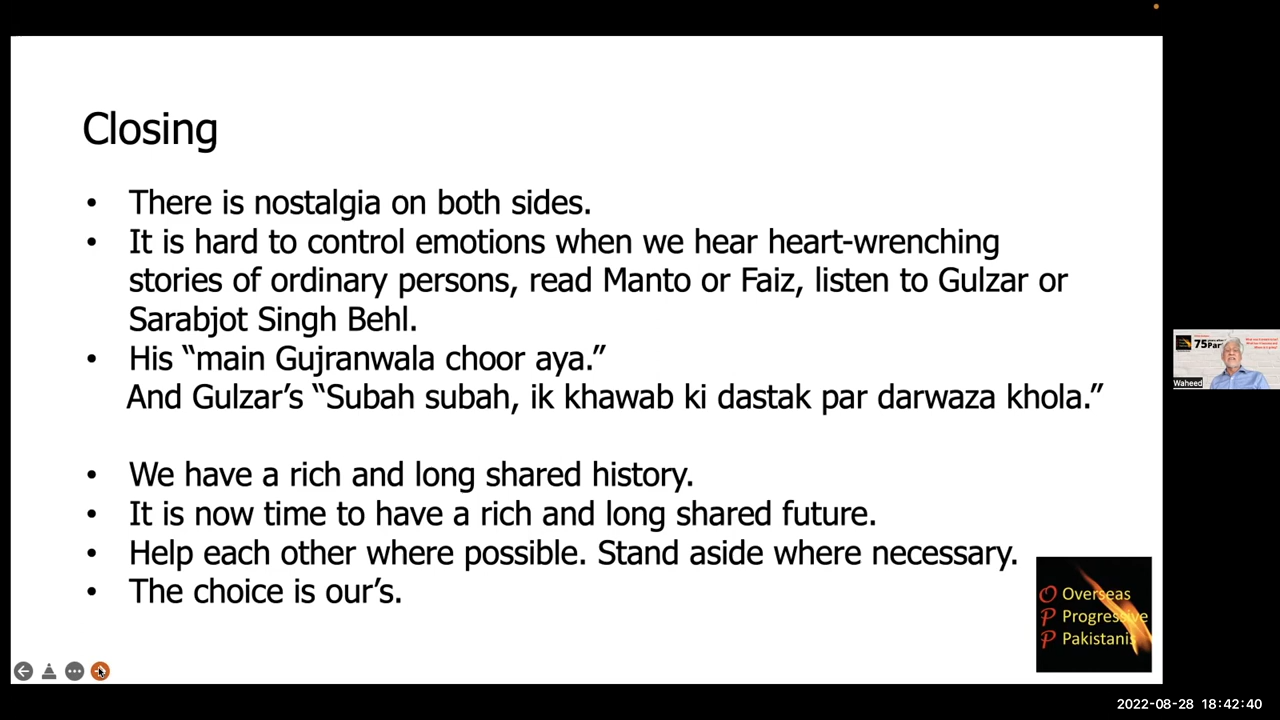 Closing
• There is nostalgia on both sides.
• It is hard to control emotions when we hear heart-wrenching
stories of ordinary persons, read Manto or Faiz, listen to Gulzar or
Sarabjot Singh Behl.
• His “main Gujranwala choor aya.”
And Gulzar’s “Subah subah, ik khawab ki dastak par darwaza khola.”
• We have a rich and long shared history.
• It is now time to have a rich and long shared future.
• Help each other where possible. Stand aside where necessary.
• The choice is our’s.
O Overseas
P Progressive
P Pakistanis
75
Waheed
2022-08-28 18:42:40